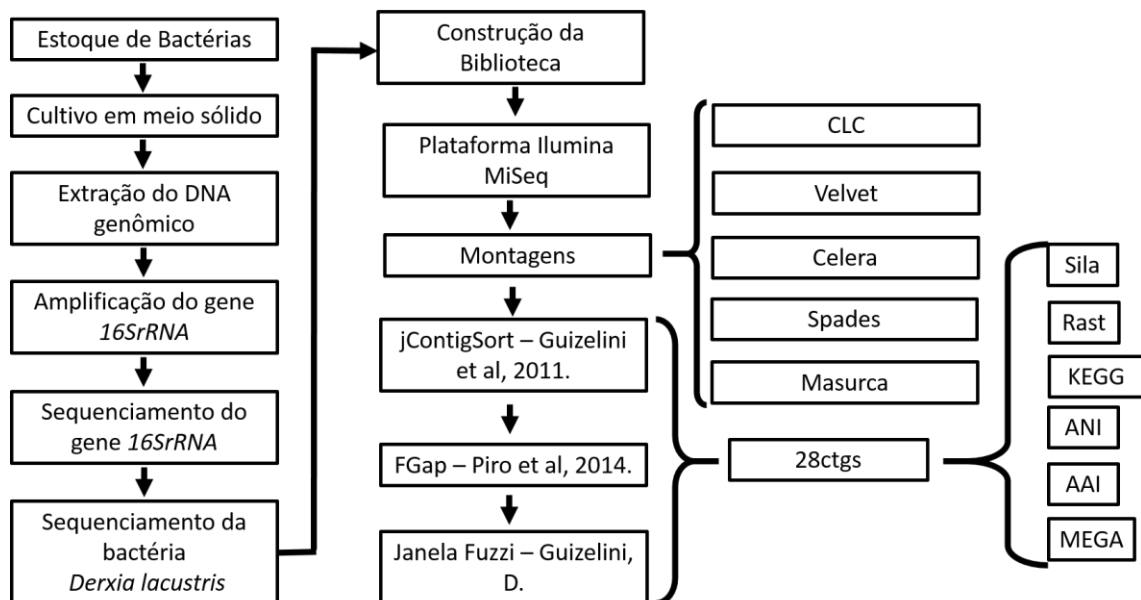 Estoque de Bactérias
Cultivo em meio sólido
Extração do DNA
genômico
Amplificação do gene
16SrRNA
Sequenciamento do
gene 16SrRNA
Sequenciamento da
bactéria
Derxia lacustris
Construção da
Biblioteca
Plataforma Ilumina
MiSeq
Montagens
jContigSort – Guizelini
et al, 2011.
FGap – Piro et al, 2014.
Janela Fuzzi – Guizelini,
D.
CLC
Velvet
Celera
Spades
Masurca
28ctgs
Sila
Rast
KEGG
ANI
AAI
MEGA